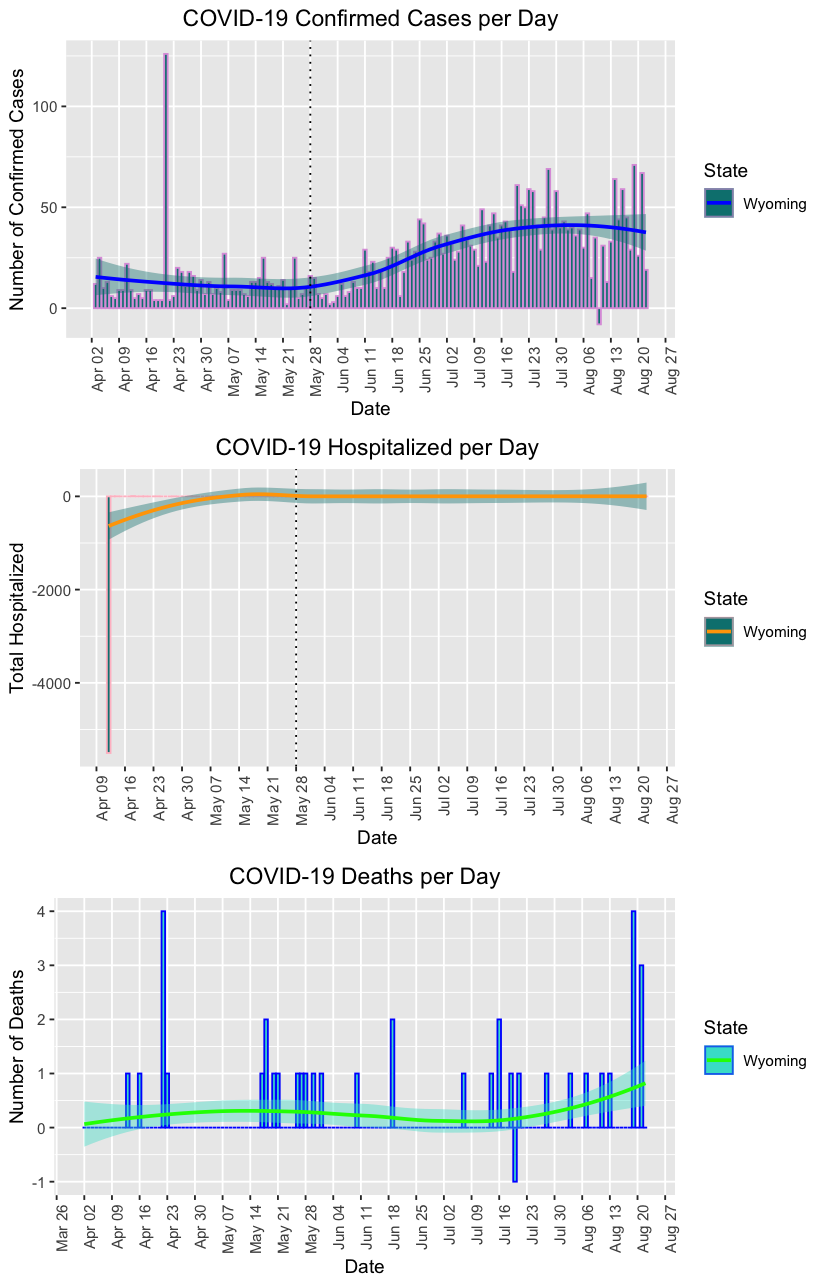 COVID-19 Confirmed Cases per Day
Number of Confirmed Cases
100
50
0
Apr 02
Apr 09
Apr 16
Apr 23
Apr 30
May 07
May 14
May 21
May 28
Jun 04
Jun 11
Jun 18
Jun 25
Jul 02
Jul 09
Jul 16
Jul 23
Jul 30
Aug 06
Aug 13
Aug 20
Aug 27
Date
State
Wyoming
COVID-19 Hospitalized per Day
Total Hospitalized
0
-2000
-4000
Apr 09
Apr 16
Apr 23
Apr 30
May 07
May 14
May 21
May 28
Jun 04
Jun 11
Jun 18
Jun 25
Jul 02
Jul 09
Jul 16
Jul 23
Jul 30
Aug 06
Aug 13
Aug 20
Aug 27
Date
State
Wyoming
COVID-19 Deaths per Day
Number of Deaths
4
3
2
1
0
-1
Mar 26
Apr 02
Apr 09
Apr 16
Apr 23
Apr 30
May 07
May 14
May 21
May 28
Jun 04
Jun 11
Jun 18
Jun 25
Jul 02
Jul 09
Jul 16
Jul 23
Jul 30
Aug 06
Aug 13
Aug 20
Aug 27
Date
State
Wyoming